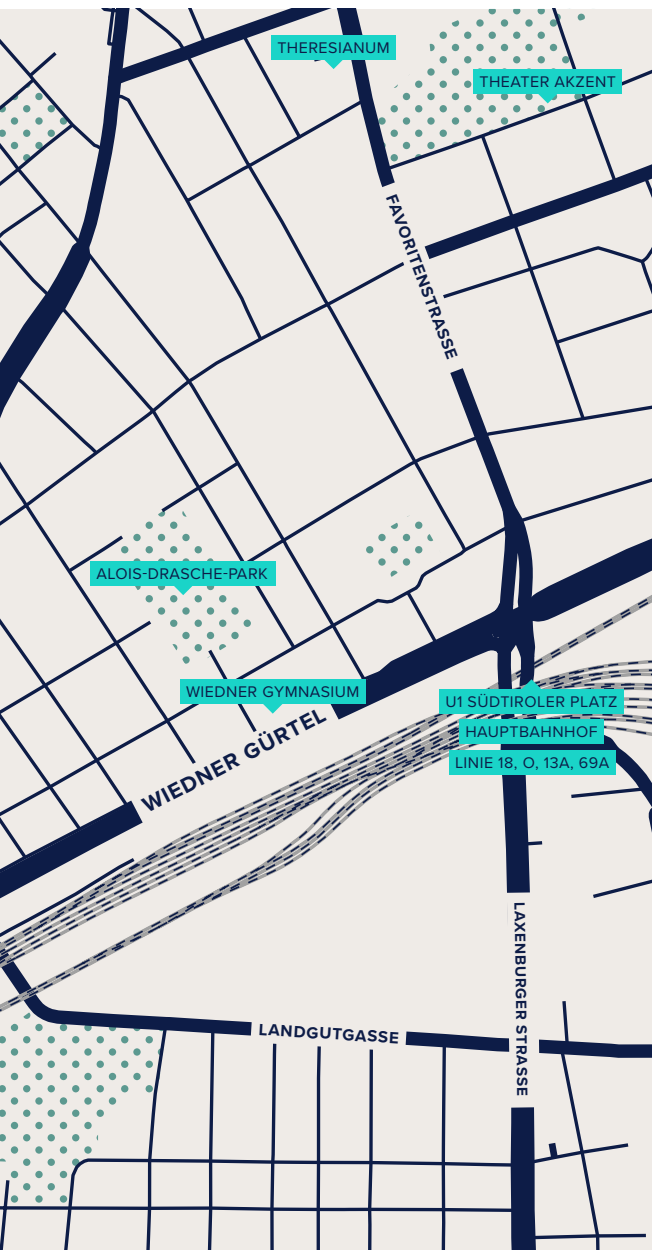 THERESIANUM
THEATER AKZENT
FAVORITENSTRASSE
ALOIS-DRASCHE-PARK
WIEDNER GYMNASIUM
U1 SÜDTIROLER PLATZ
HAUPTBAHNHOF
LINIE 18, O, 13A, 69A
WIEDNER GÜRTEL
LAXENBURGER STRASSE
LANDGUTGASSE